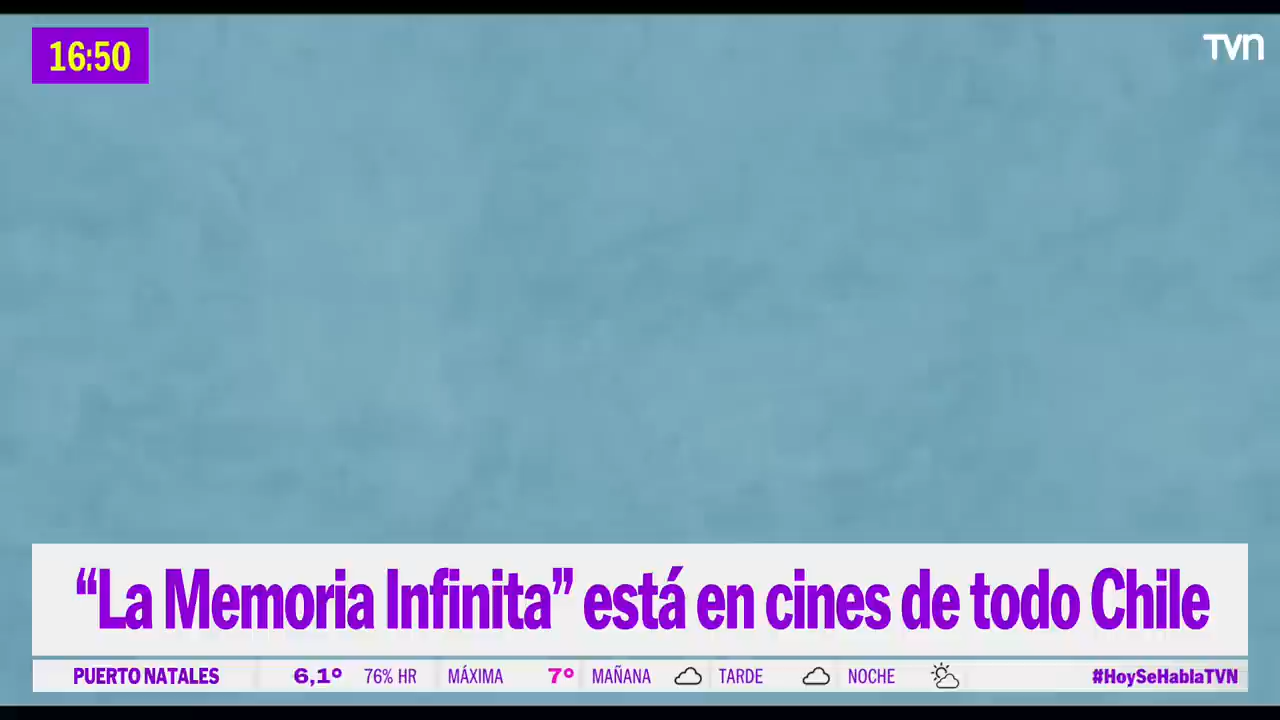 16:50
TVN
“La Memoria Infinita” está en cines de todo Chile
PUERTO NATALES 6,1° 76% HR MÁXIMA 7° MAÑANA TARDE NOCHE #HoySeHablaTVN